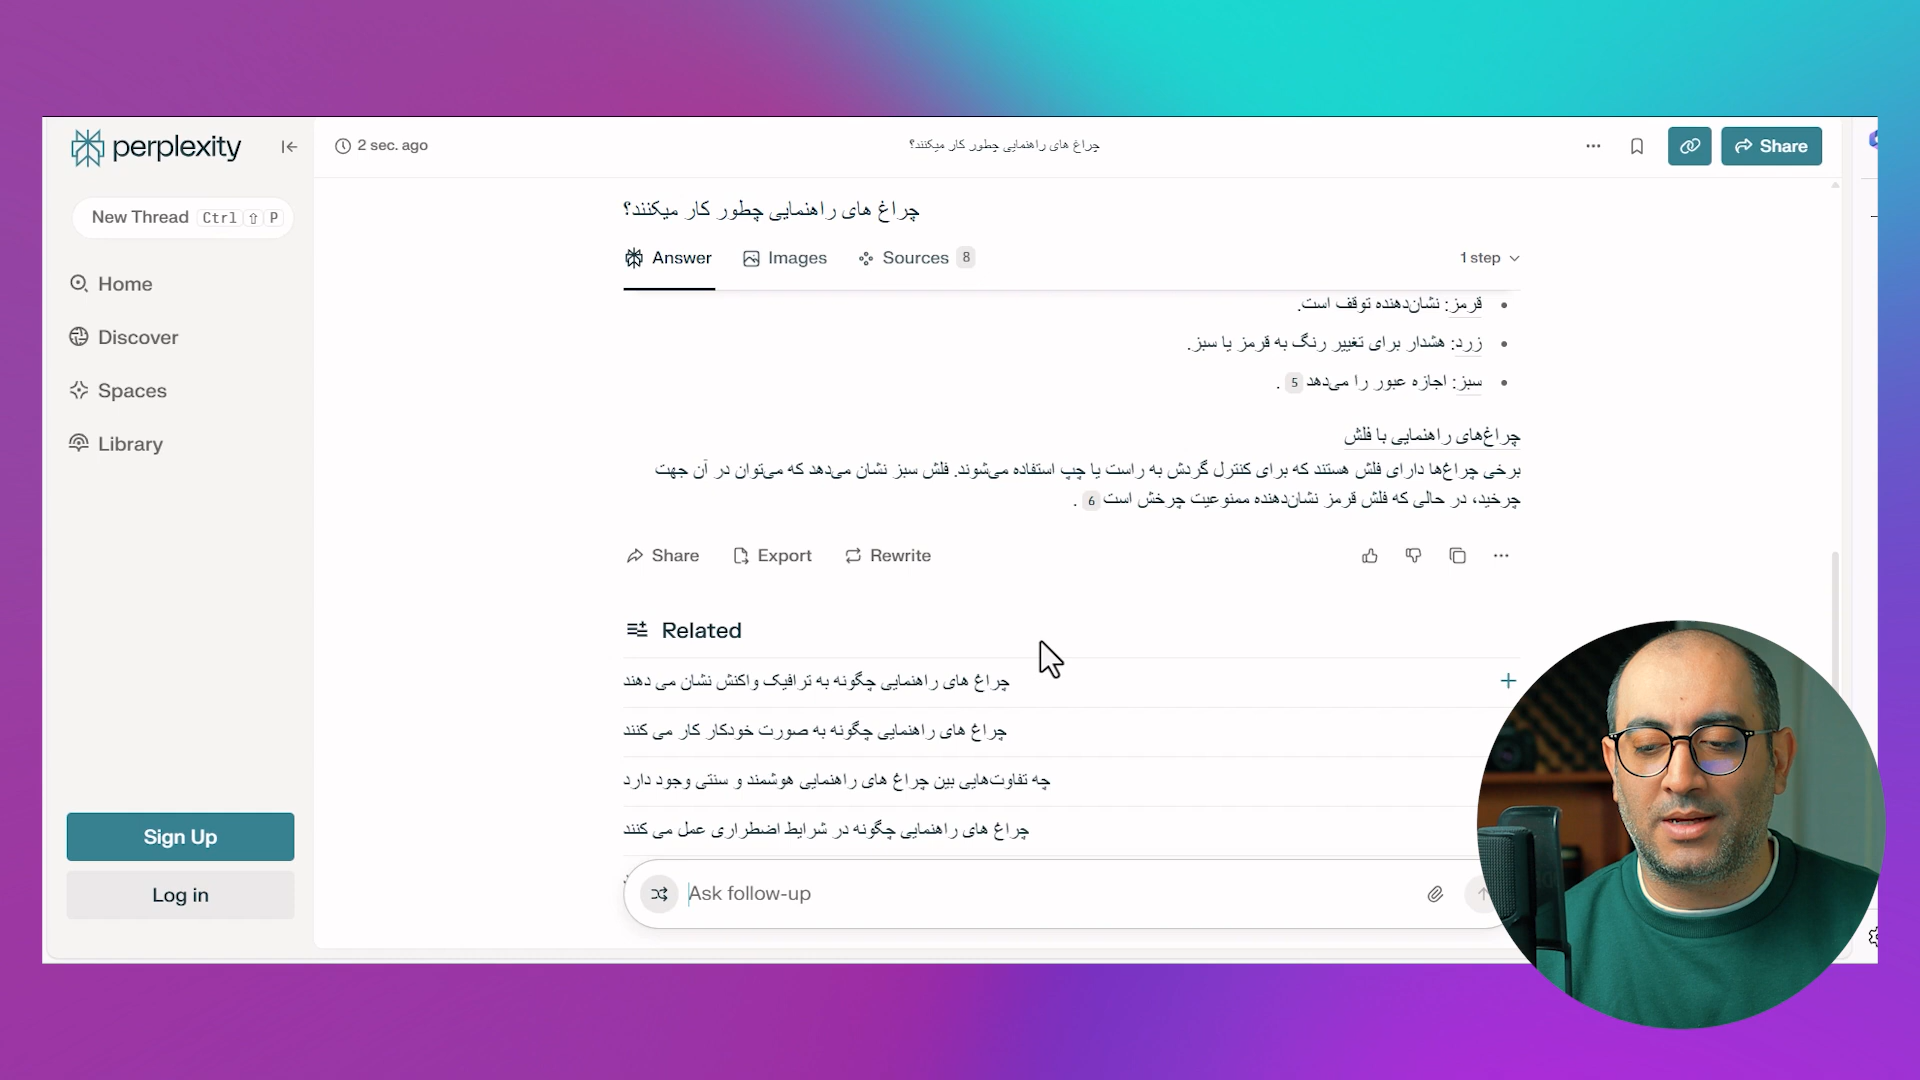 perplexity
New Thread Ctrl ⇧ P
Home
Discover
Spaces
Library
Sign Up
Log in
2 sec. ago
چراغ های راهنمایی چطور کار میکنند؟
Share
چراغ های راهنمایی چطور کار میکنند؟
Answer Images Sources 8
1 step
• قرمز: نشان‌دهنده توقف است.
• زرد: هشدار برای تغییر رنگ به قرمز یا سبز.
• سبز: اجازه عبور را می‌دهد 5 .
چراغ‌های راهنمایی با فلش
برخی چراغ‌ها دارای فلش هستند که برای کنترل گردش به راست یا چپ استفاده می‌شوند. فلش سبز نشان می‌دهد که می‌توان در آن جهت
چرخید، در حالی که فلش قرمز نشان‌دهنده ممنوعیت چرخش است 6 .
Share Export Rewrite
Related
چراغ های راهنمایی چگونه به ترافیک واکنش نشان می دهند
چراغ های راهنمایی چگونه به صورت خودکار کار می کنند
چه تفاوت‌هایی بین چراغ های راهنمایی هوشمند و سنتی وجود دارد
چراغ های راهنمایی چگونه در شرایط اضطراری عمل می کنند
Ask follow-up